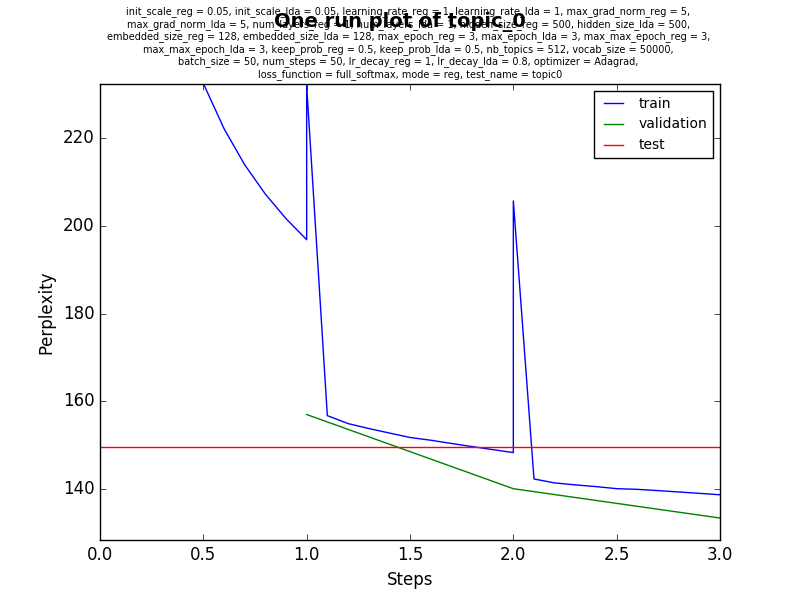 One run plot of topic_0
init_scale_reg = 0.05, init_scale_lda = 0.05, learning_rate_reg = 1, learning_rate_lda = 1, max_grad_norm_reg = 5,
max_grad_norm_lda = 5, num_layers_reg = 1, num_layers_lda = 1, hidden_size_reg = 500, hidden_size_lda = 500,
embedded_size_reg = 128, embedded_size_lda = 128, max_epoch_reg = 3, max_epoch_lda = 3, max_max_epoch_reg = 3,
max_max_epoch_lda = 3, keep_prob_reg = 0.5, keep_prob_lda = 0.5, nb_topics = 512, vocab_size = 50000,
batch_size = 50, num_steps = 50, lr_decay_reg = 1, lr_decay_lda = 0.8, optimizer = Adagrad,
loss_function = full_softmax, mode = reg, test_name = topic0
train
validation
test
220
200
180
160
140
Perplexity
0.0 0.5 1.0 1.5 2.0 2.5 3.0
Steps